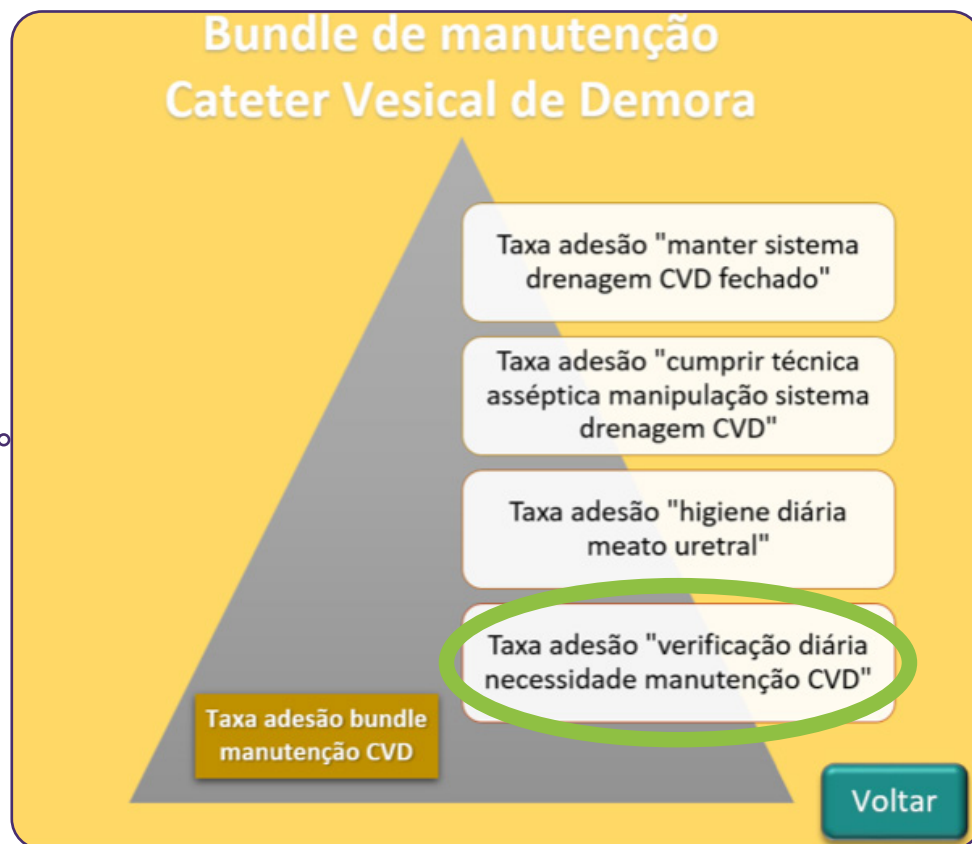 Bundle de manutenção
Cateter Vesical de Demora
Taxa adesão "manter sistema
drenagem CVD fechado"
Taxa adesão "cumprir técnica
asséptica manipulação sistema
drenagem CVD"
Taxa adesão "higiene diária
meato uretral"
Taxa adesão "verificação diária
necessidade manutenção CVD"
Taxa adesão bundle
manutenção CVD
Voltar